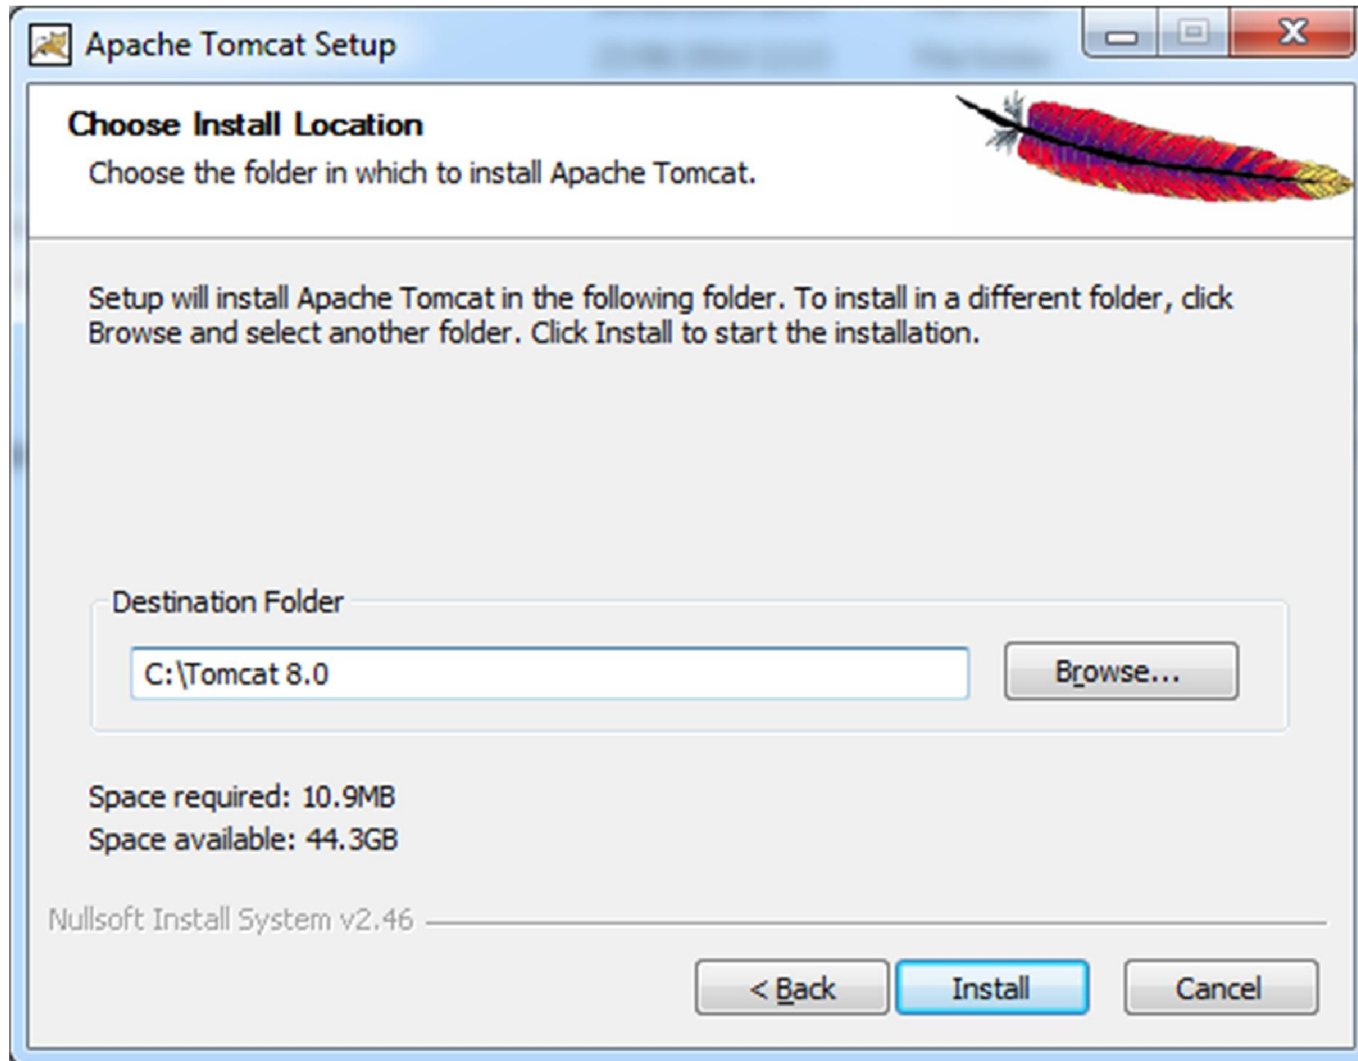 Apache Tomcat Setup
Choose Install Location
Choose the folder in which to install Apache Tomcat.
Setup will install Apache Tomcat in the following folder. To install in a different folder, click
Browse and select another folder. Click Install to start the installation.
Destination Folder
C:\Tomcat 8.0
Browse...
Space required: 10.9MB
Space available: 44.3GB
Nullsoft Install System v2.46
< Back
Install
Cancel